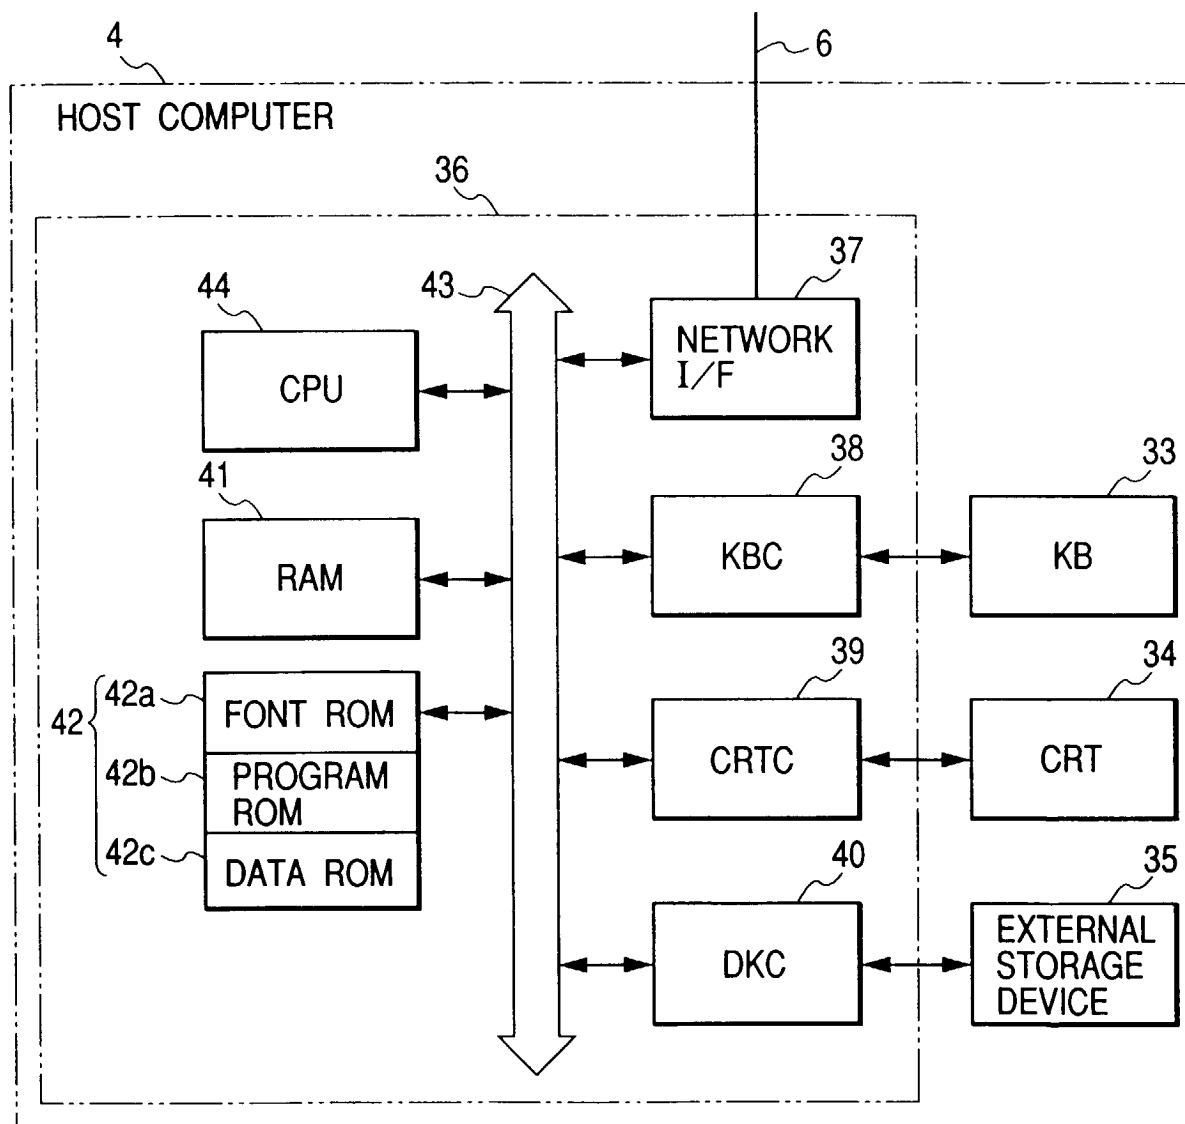 4
6
HOST COMPUTER
36
44
43
37
CPU
NETWORK
I/F
41
38
33
RAM
KBC
KB
42
42a
FONT ROM
39
34
42b
PROGRAM
ROM
CRTC
CRT
42c
DATA ROM
40
35
DKC
EXTERNAL
STORAGE
DEVICE